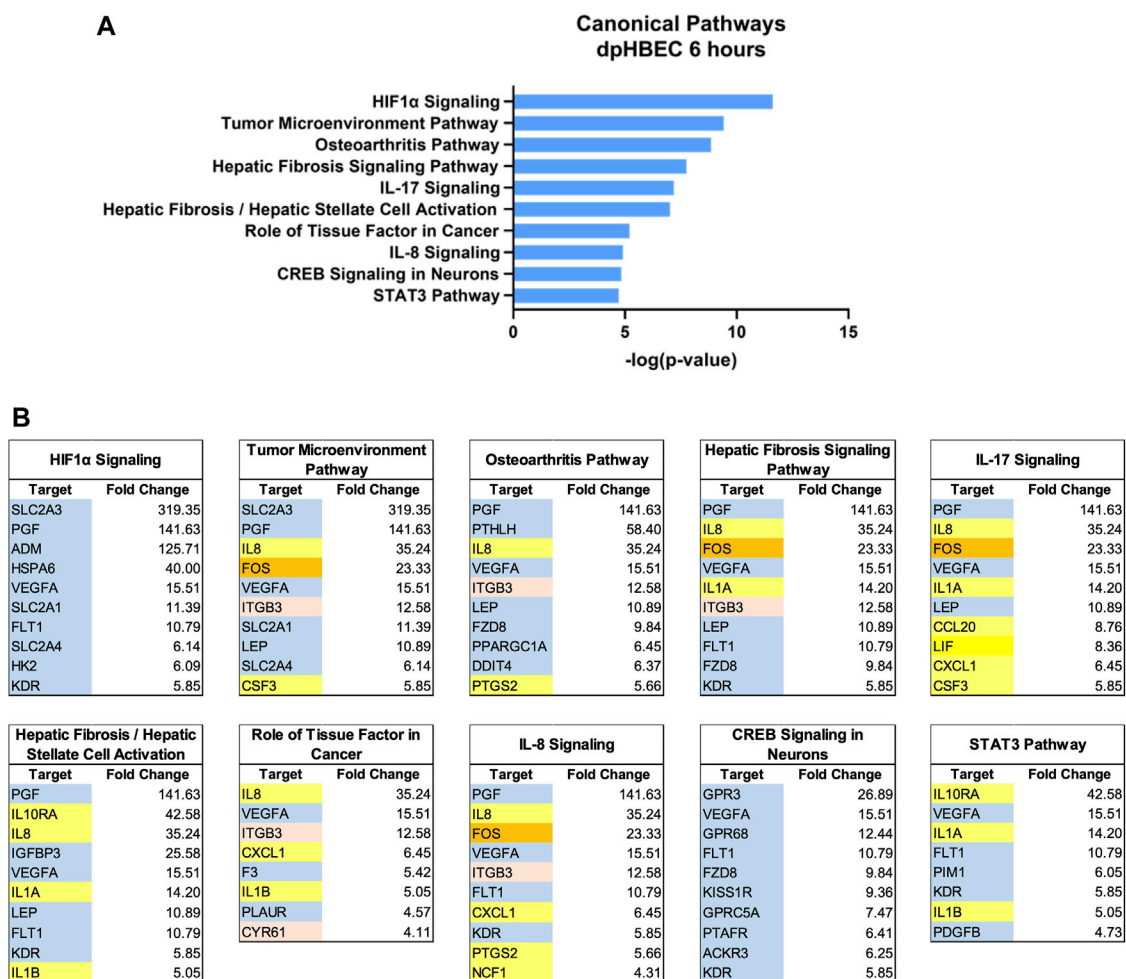 A
Canonical Pathways
dpHBEC 6 hours
HIF1α Signaling
Tumor Microenvironment Pathway
Osteoarthritis Pathway
Hepatic Fibrosis Signaling Pathway
IL-17 Signaling
Hepatic Fibrosis / Hepatic Stellate Cell Activation
Role of Tissue Factor in Cancer
IL-8 Signaling
CREB Signaling in Neurons
STAT3 Pathway
0 5 10 15
-log(p-value)
B
HIF1α Signaling
Target Fold Change
SLC2A3 319.35
PGF 141.63
ADM 125.71
HSPA6 40.00
VEGFA 15.51
SLC2A1 11.39
FLT1 10.79
SLC2A4 6.14
HK2 6.09
KDR 5.85
Tumor Microenvironment
Pathway
Target Fold Change
SLC2A3 319.35
PGF 141.63
IL8 35.24
FOS 23.33
VEGFA 15.51
ITGB3 12.58
SLC2A1 11.39
LEP 10.89
SLC2A4 6.14
CSF3 5.85
Osteoarthritis Pathway
Target Fold Change
PGF 141.63
PTHLH 58.40
IL8 35.24
VEGFA 15.51
ITGB3 12.58
LEP 10.89
FZD8 9.84
PPARGC1A 6.45
DDIT4 6.37
PTGS2 5.66
Hepatic Fibrosis Signaling
Pathway
Target Fold Change
PGF 141.63
IL8 35.24
FOS 23.33
VEGFA 15.51
IL1A 14.20
ITGB3 12.58
LEP 10.89
FLT1 10.79
FZD8 9.84
KDR 5.85
IL-17 Signaling
Target Fold Change
PGF 141.63
IL8 35.24
FOS 23.33
VEGFA 15.51
IL1A 14.20
LEP 10.89
CCL20 8.76
LIF 8.36
CXCL1 6.45
CSF3 5.85
Hepatic Fibrosis / Hepatic
Stellate Cell Activation
Target Fold Change
PGF 141.63
IL10RA 42.58
IL8 35.24
IGFBP3 25.58
VEGFA 15.51
IL1A 14.20
LEP 10.89
FLT1 10.79
KDR 5.85
IL1B 5.05
Role of Tissue Factor in
Cancer
Target Fold Change
IL8 35.24
VEGFA 15.51
ITGB3 12.58
CXCL1 6.45
F3 5.42
IL1B 5.05
PLAUR 4.57
CYR61 4.11
IL-8 Signaling
Target Fold Change
PGF 141.63
IL8 35.24
FOS 23.33
VEGFA 15.51
ITGB3 12.58
FLT1 10.79
CXCL1 6.45
KDR 5.85
PTGS2 5.66
NCF1 4.31
CREB Signaling in
Neurons
Target Fold Change
GPR3 26.89
VEGFA 15.51
GPR68 12.44
FLT1 10.79
FZD8 9.84
KISS1R 9.36
GPRC5A 7.47
PTAFR 6.41
ACKR3 6.25
KDR 5.85
STAT3 Pathway
Target Fold Change
IL10RA 42.58
VEGFA 15.51
IL1A 14.20
FLT1 10.79
PIM1 6.05
KDR 5.85
IL1B 5.05
PDGFB 4.73